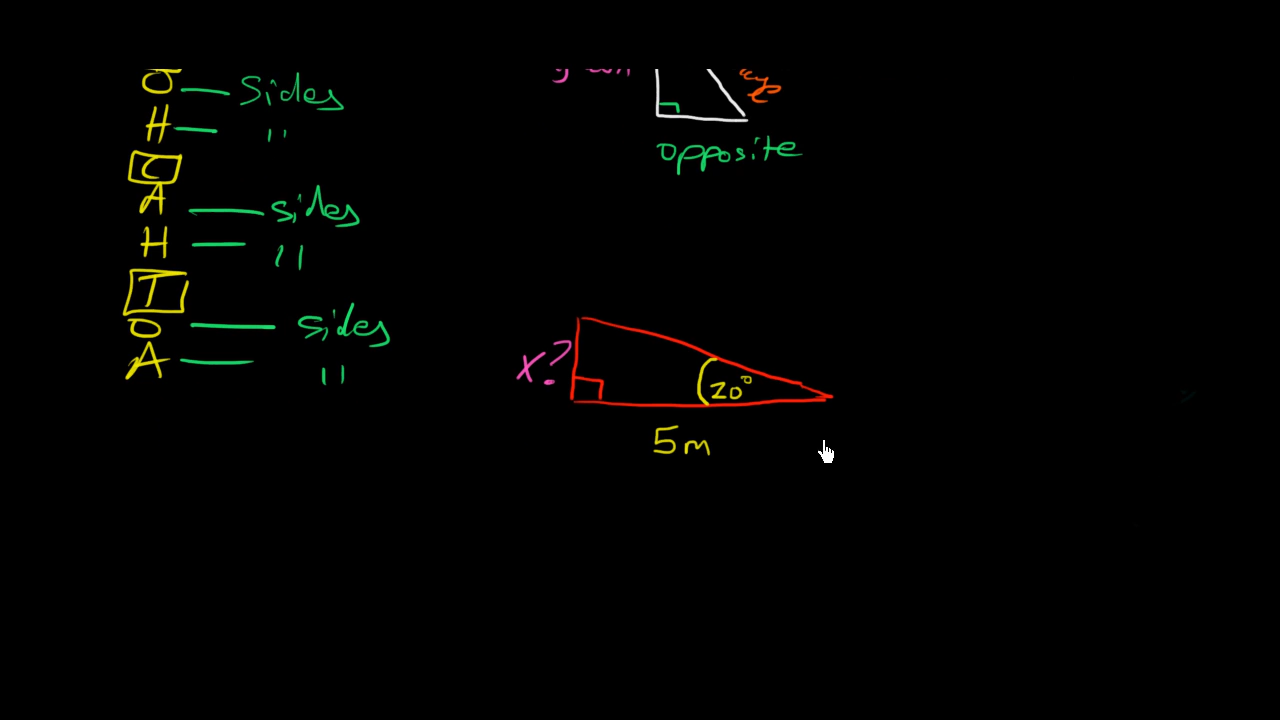 O — Sides
H — "
C
A — sides
H — "
T
O — sides
A — "
opposite
x?
20°
5m